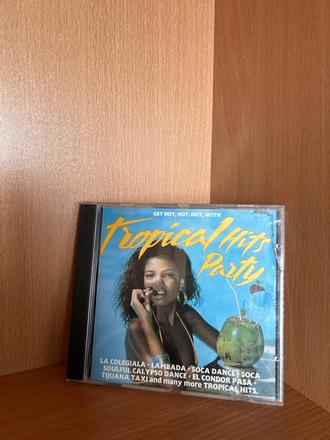 GET HOT, HOT, HOT, WITH
Tropical Hits
Party
LA COLEGIALA • LAMBADA • SOCA DANCE • SOCA
SOULFUL CALYPSO DANCE • EL CONDOR PASA •
TIJUANA TAXI and many more TROPICAL HITS.